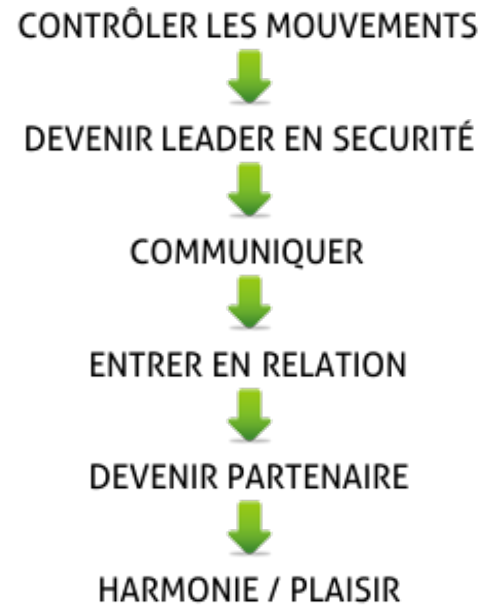 CONTRÔLER LES MOUVEMENTS
DEVENIR LEADER EN SECURITÉ
COMMUNIQUER
ENTRER EN RELATION
DEVENIR PARTENAIRE
HARMONIE / PLAISIR